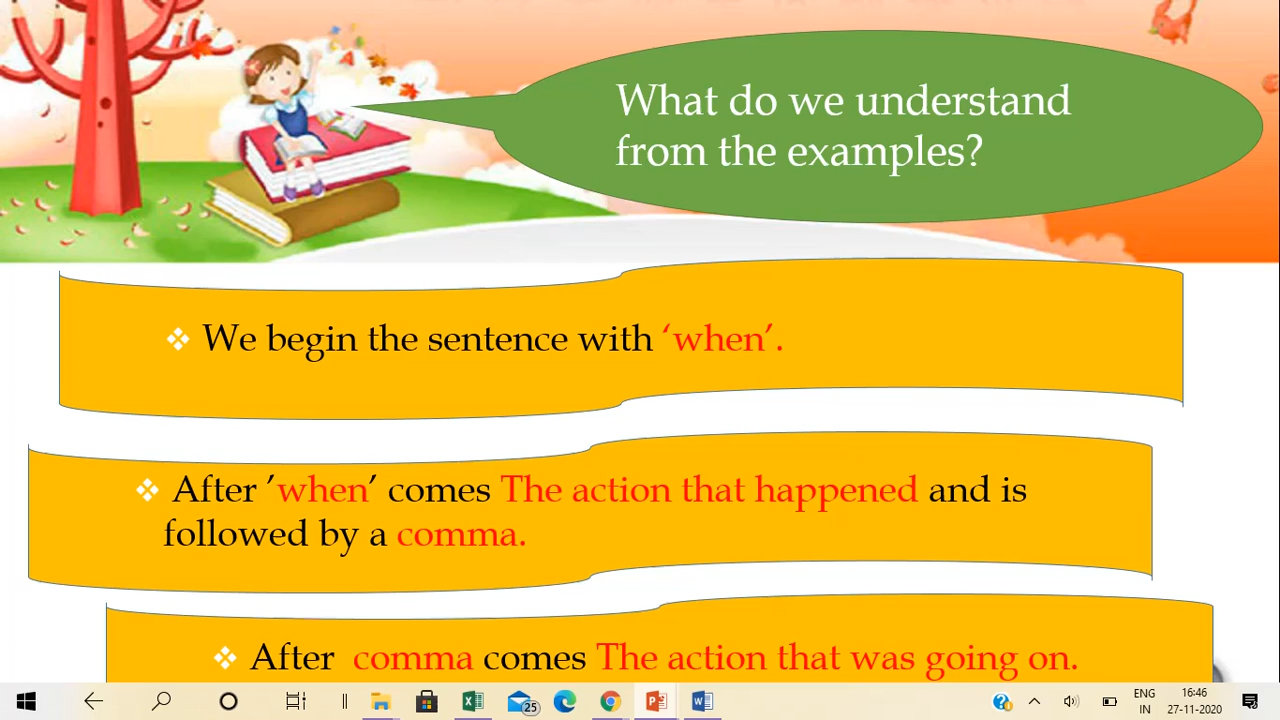 What do we understand
from the examples?
❖ We begin the sentence with ‘when’.
❖ After ’when’ comes The action that happened and is
followed by a comma.
❖ After comma comes The action that was going on.
25
ENG
IN
16:46
27-11-2020